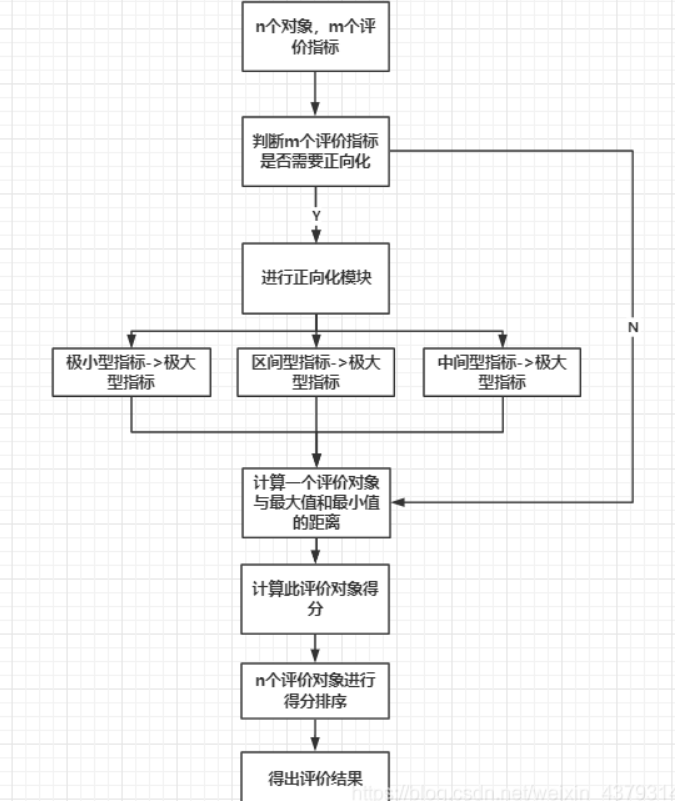 n个对象，m个评
价指标
判断m个评价指标
是否需要正向化
Y
进行正向化模块
N
极小型指标->极大
型指标
区间型指标->极大
型指标
中间型指标->极大
型指标
计算一个评价对象
与最大值和最小值
的距离
计算此评价对象得
分
n个评价对象进行
得分排序
得出评价结果
https://blog.csdn.net/weixin_4379314